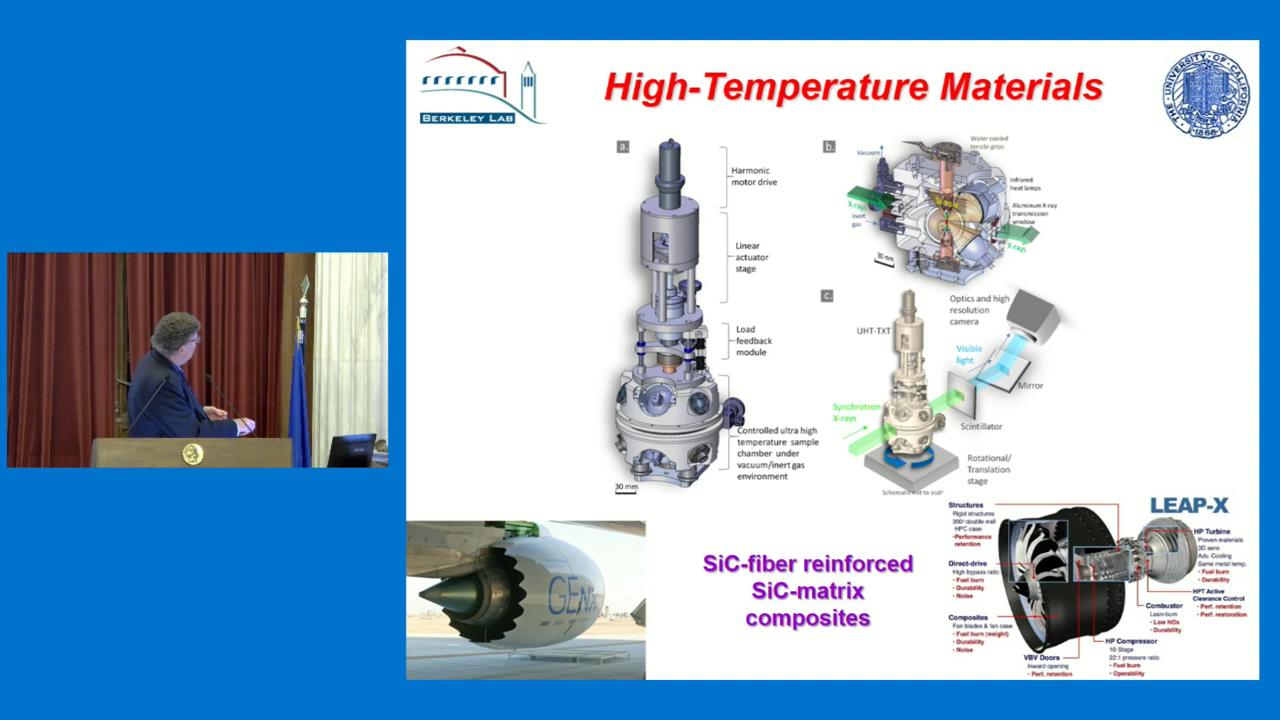 BERKELEY LAB
High-Temperature Materials
THE UNIVERSITY OF CALIFORNIA
1868
a.
Harmonic
motor drive
Linear
actuator
stage
Load
feedback
module
Controlled ultra high
temperature sample
chamber under
vacuum/inert gas
environment
30 mm
b.
Water cooled
tensile grips
Vacuum
Infrared
heat lamps
Sample
X-rays
Aluminum X-ray
transmission
window
Inert
gas
X-rays
30 mm
c.
Optics and high
resolution
camera
UHT-TXT
Visible
light
Mirror
Synchrotron
X-rays
Scintillator
Rotational/
Translation
stage
Schematic not to scale
GEnx
SiC-fiber reinforced
SiC-matrix
composites
LEAP-X
Structures
Rigid structures
360° double wall
HPC case
•Performance
retention
Direct-drive
High bypass ratio
• Fuel burn
• Durability
• Noise
Composites
Fan blades & fan case
• Fuel burn (weight)
• Durability
• Noise
VBV Doors
Inward opening
• Perf. retention
HP Turbine
Proven materials
3D aero
Adv. Cooling
Same metal temp.
• Fuel burn
• Durability
HPT Active
Clearance Control
• Perf. retention
• Perf. restoration
Combustor
Lean-burn
• Low NOx
• Durability
HP Compressor
10 Stage
22:1 pressure ratio
• Fuel burn
• Operability